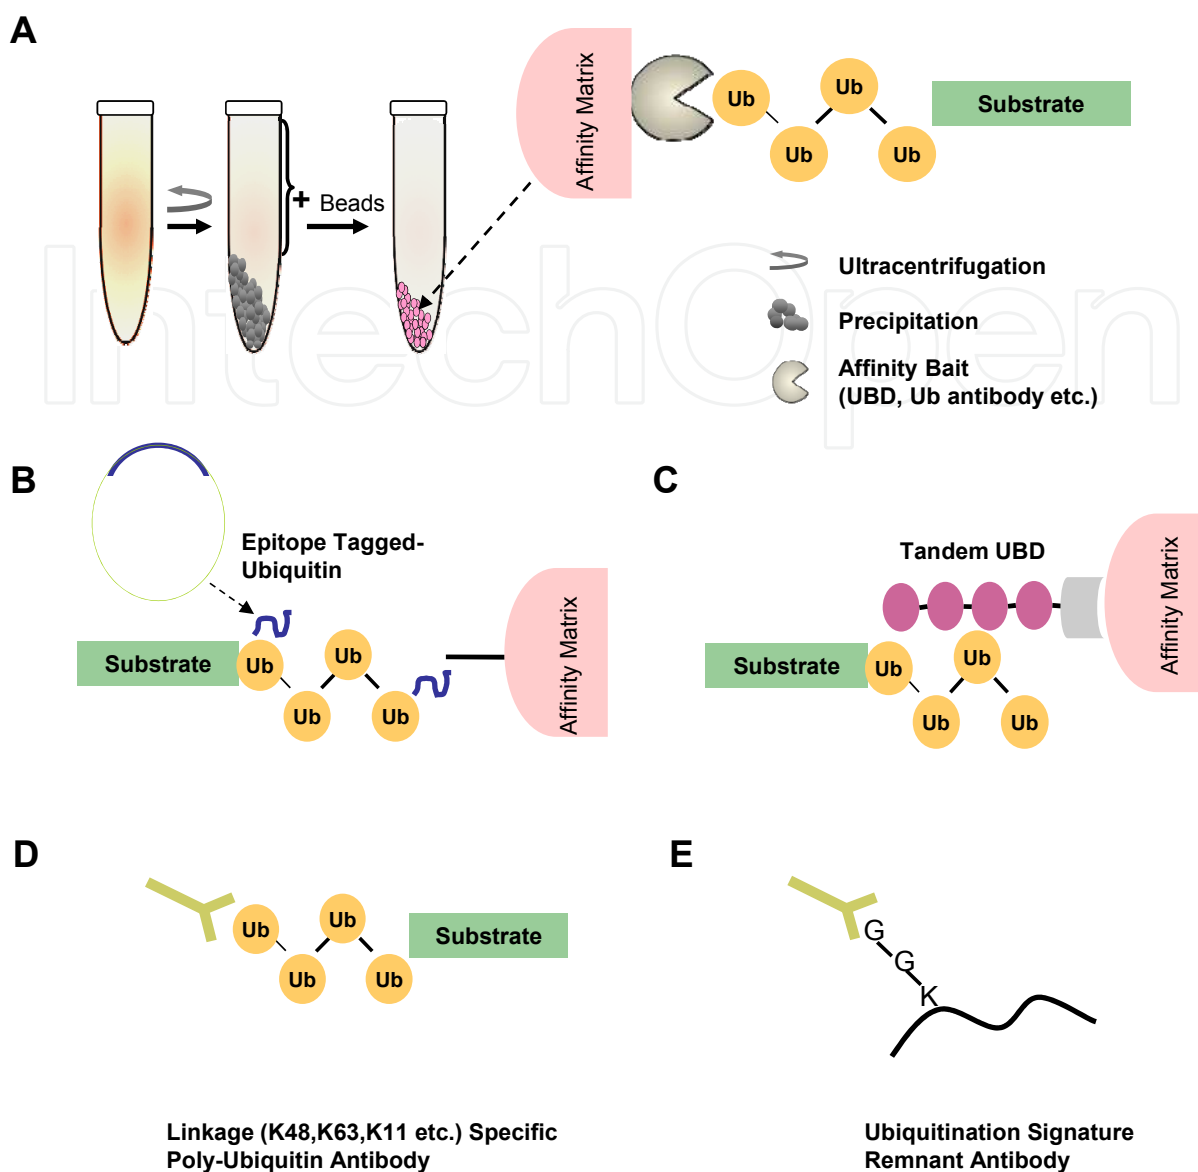 A
Affinity Matrix
Ub
Ub
Ub
Ub
Substrate
+ Beads
Ultracentrifugation
Precipitation
Affinity Bait
(UBD, Ub antibody etc.)
IntechOpen
B
Epitope Tagged-
Ubiquitin
Substrate
Ub
Ub
Ub
Ub
Affinity Matrix
C
Tandem UBD
Affinity Matrix
Substrate
Ub
Ub
Ub
Ub
D
Ub
Ub
Ub
Ub
Substrate
Linkage (K48,K63,K11 etc.) Specific
Poly-Ubiquitin Antibody
E
G
G
K
Ubiquitination Signature
Remnant Antibody